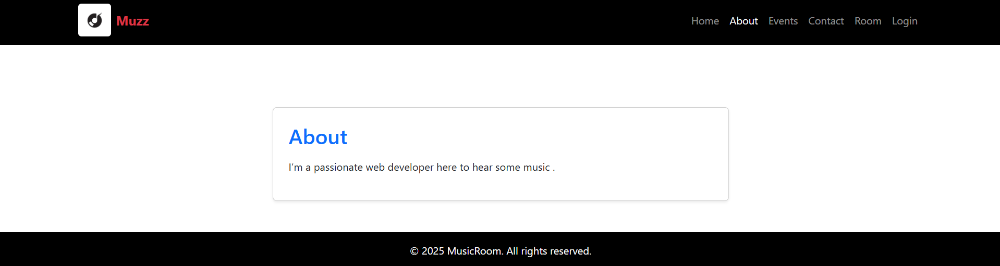 Muzz
Home About Events Contact Room Login
About
I’m a passionate web developer here to hear some music .
© 2025 MusicRoom. All rights reserved.